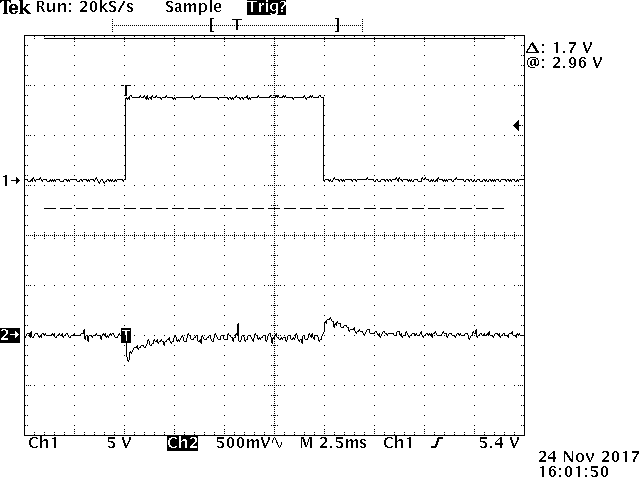 Tek Run: 20kS/s Sample Trig?
[ T ]
Δ: 1.7 V
@: 2.96 V
T
1→
2→ T
Ch1 5 V Ch2 500mV∿ M 2.5ms Ch1 ƒ 5.4 V
24 Nov 2017
16:01:50